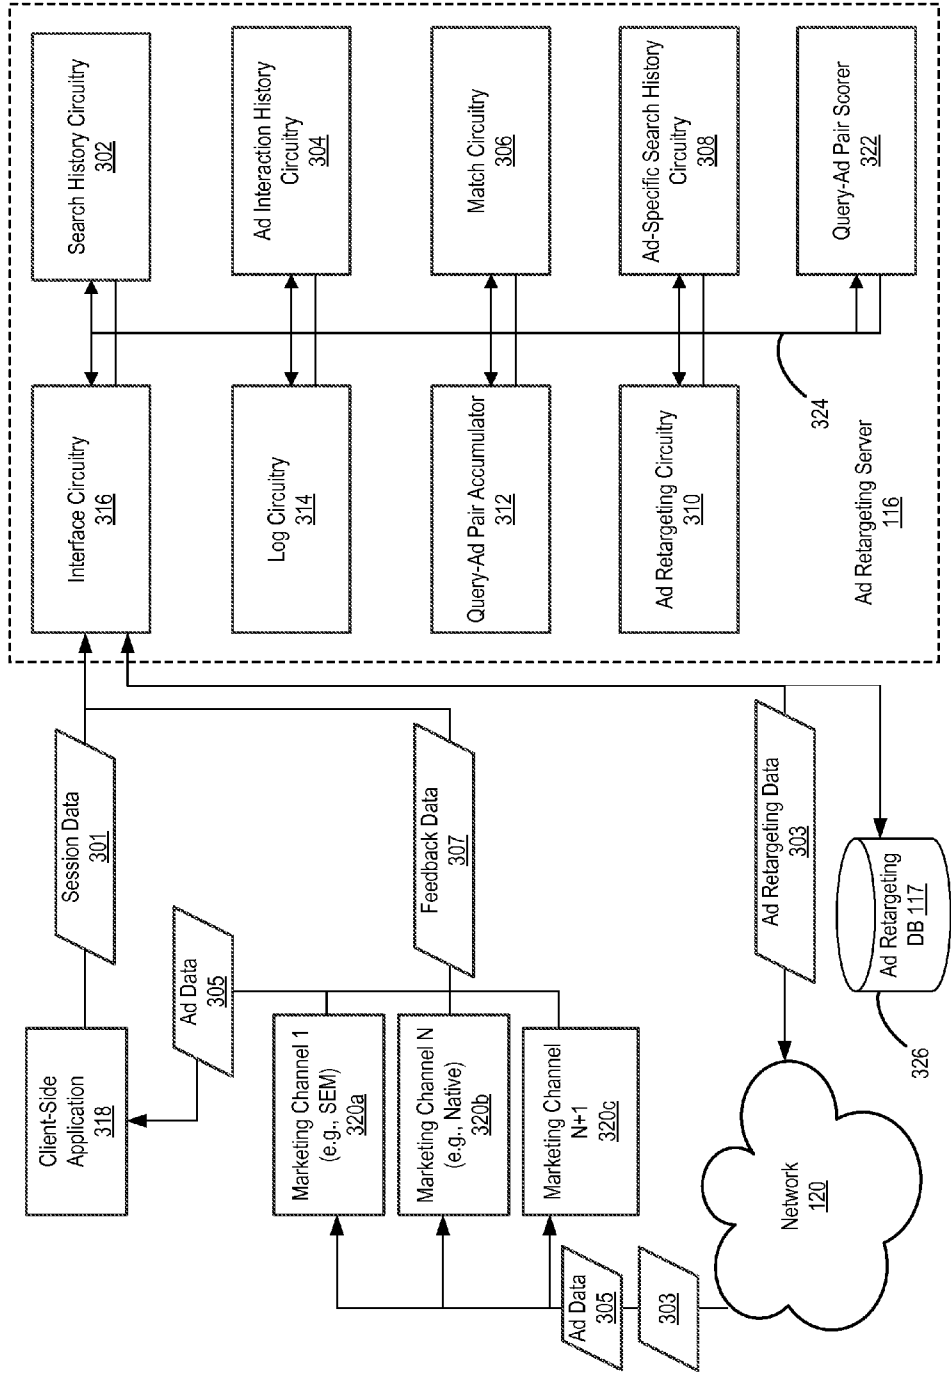 Client-Side
Application
318
Session Data
301
Ad Data
305
Marketing Channel 1
(e.g., SEM)
320a
Marketing Channel N
(e.g., Native)
320b
Marketing Channel
N+1
320c
Feedback Data
307
Ad Data
305
303
Network
120
Ad Retargeting Data
303
Ad Retargeting
DB 117
326
Interface Circuitry
316
Search History Circuitry
302
Log Circuitry
314
Ad Interaction History
Circuitry
304
Query-Ad Pair Accumulator
312
Match Circuitry
306
Ad Retargeting Circuitry
310
Ad-Specific Search History
Circuitry
308
Query-Ad Pair Scorer
322
324
Ad Retargeting Server
116